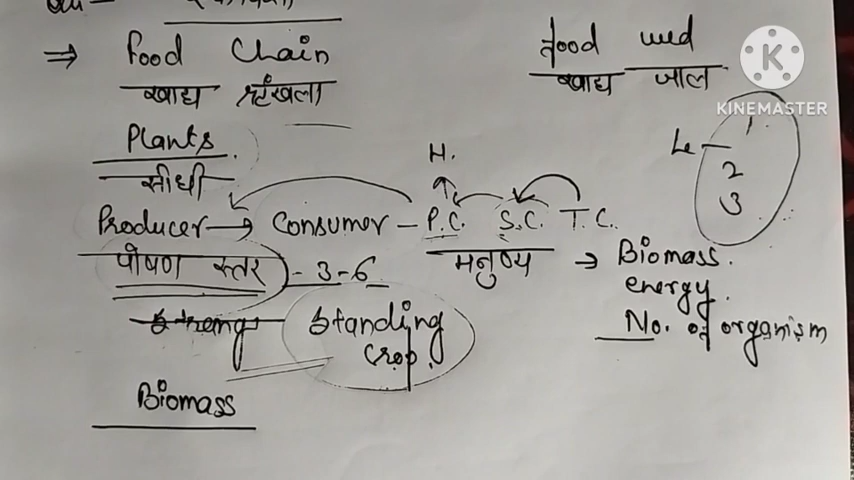 ⇒ Food Chain
खाद्य श्रृंखला
food wed
खाद्य जाल
KINEMASTER
Plants
सीधी
H.
Le - 1
2
3
Producer → Consumer - P.C. S.C. T.C.
पोषण स्तर - 3-6
मनुष्य → Biomass.
energy.
No. of organism
Standing
Crop.
Biomass